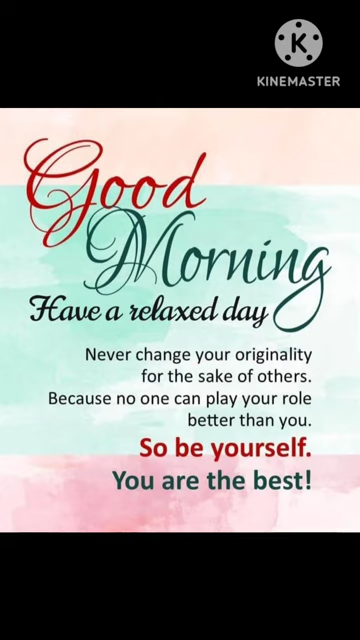 KINEMASTER
Good
Morning
Have a relaxed day
Never change your originality
for the sake of others.
Because no one can play your role
better than you.
So be yourself.
You are the best!